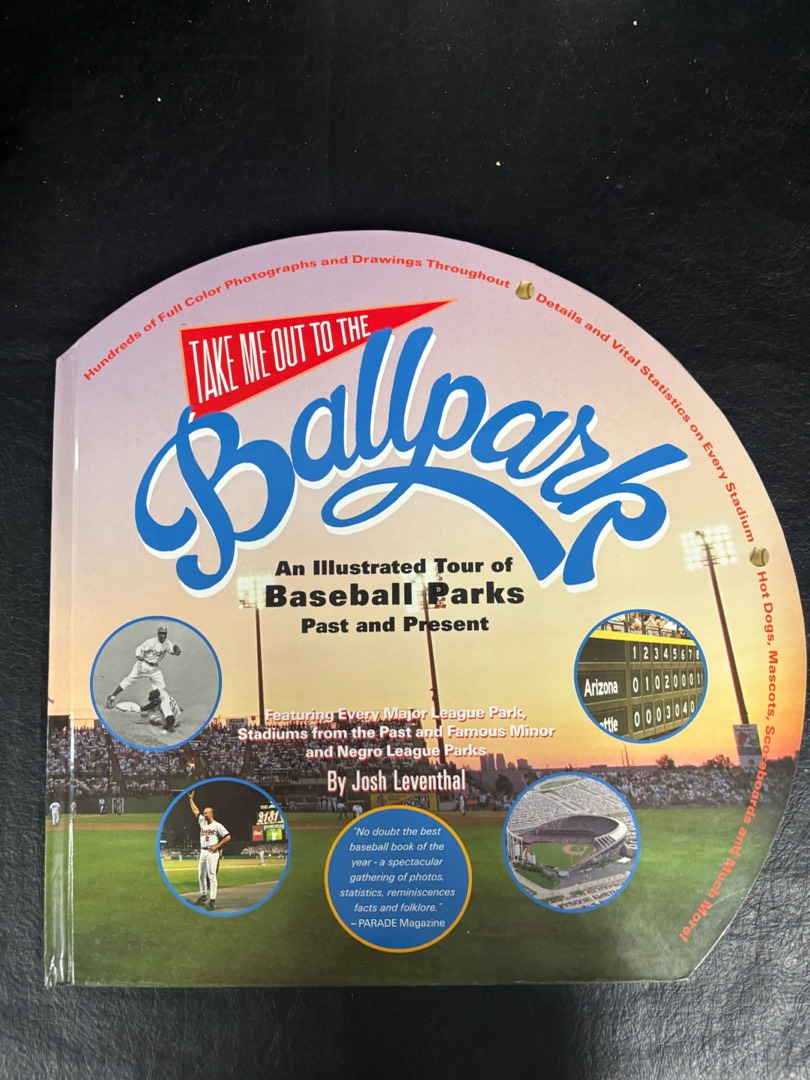 Hundreds of Full Color Photographs and Drawings Throughout
Details and Vital Statistics on Every Stadium
Hot Dogs, Mascots, Scoreboards and Much More!
TAKE ME OUT TO THE
Ballpark
An Illustrated Tour of
Baseball Parks
Past and Present
1 2 3 4 5 6 7 8
Arizona 0 1 0 2 0 0 0 1
ttle 0 0 0 3 0 4 0
Featuring Every Major League Park,
Stadiums from the Past and Famous Minor
and Negro League Parks
By Josh Leventhal
2131
"No doubt the best
baseball book of the
year - a spectacular
gathering of photos,
statistics, reminiscences
facts and folklore."
– PARADE Magazine